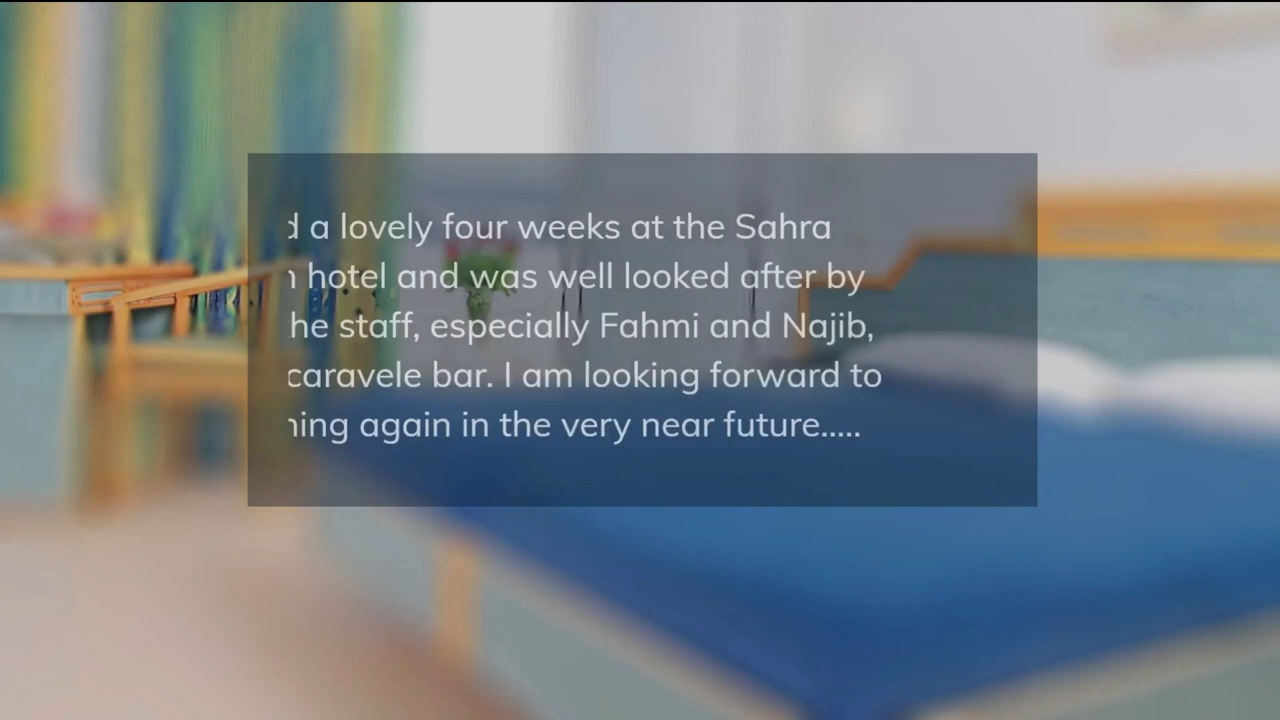 a lovely four weeks at the Sahra
hotel and was well looked after by
he staff, especially Fahmi and Najib,
caravele bar. I am looking forward to
ing again in the very near future.....